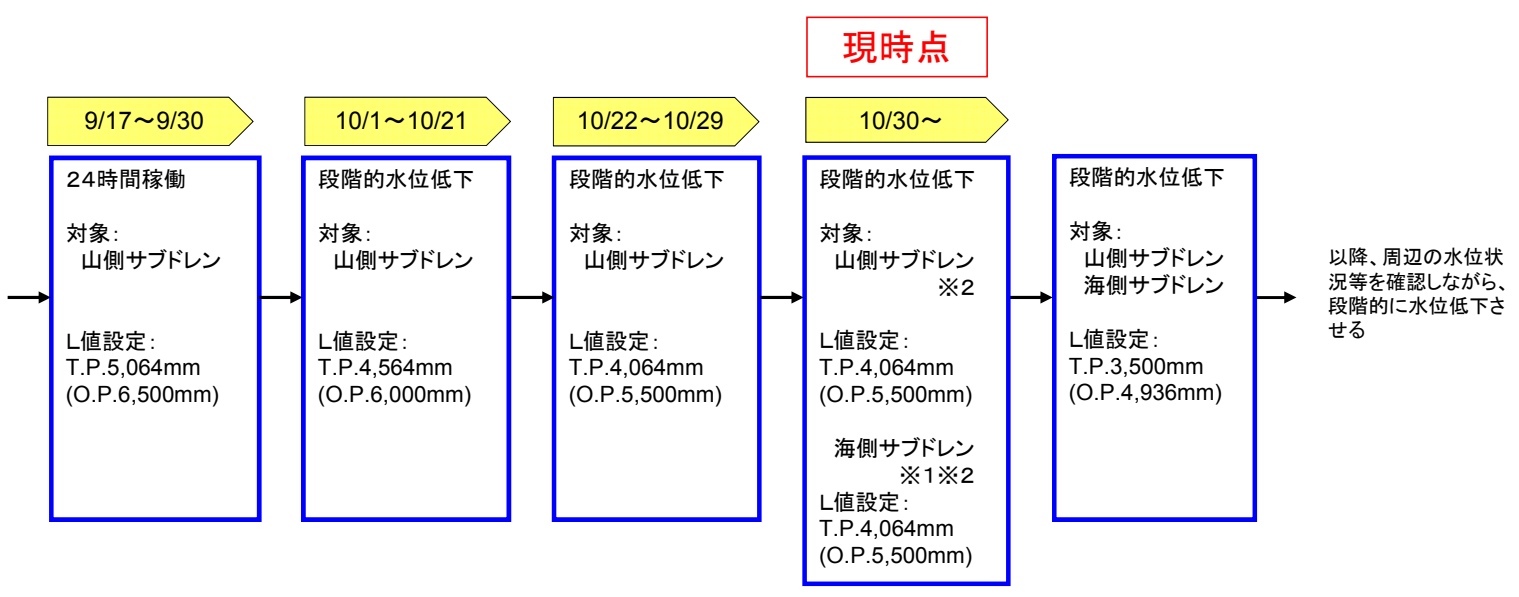 現時点
9/17～9/30
24時間稼働
対象：
山側サブドレン
L値設定：
T.P.5,064mm
(O.P.6,500mm)
10/1～10/21
段階的水位低下
対象：
山側サブドレン
L値設定：
T.P.4,564mm
(O.P.6,000mm)
10/22～10/29
段階的水位低下
対象：
山側サブドレン
L値設定：
T.P.4,064mm
(O.P.5,500mm)
10/30～
段階的水位低下
対象：
山側サブドレン
※2
L値設定：
T.P.4,064mm
(O.P.5,500mm)
海側サブドレン
※1※2
L値設定：
T.P.4,064mm
(O.P.5,500mm)
段階的水位低下
対象：
山側サブドレン
海側サブドレン
L値設定：
T.P.3,500mm
(O.P.4,936mm)
以降、周辺の水位状
況等を確認しながら、
段階的に水位低下さ
せる